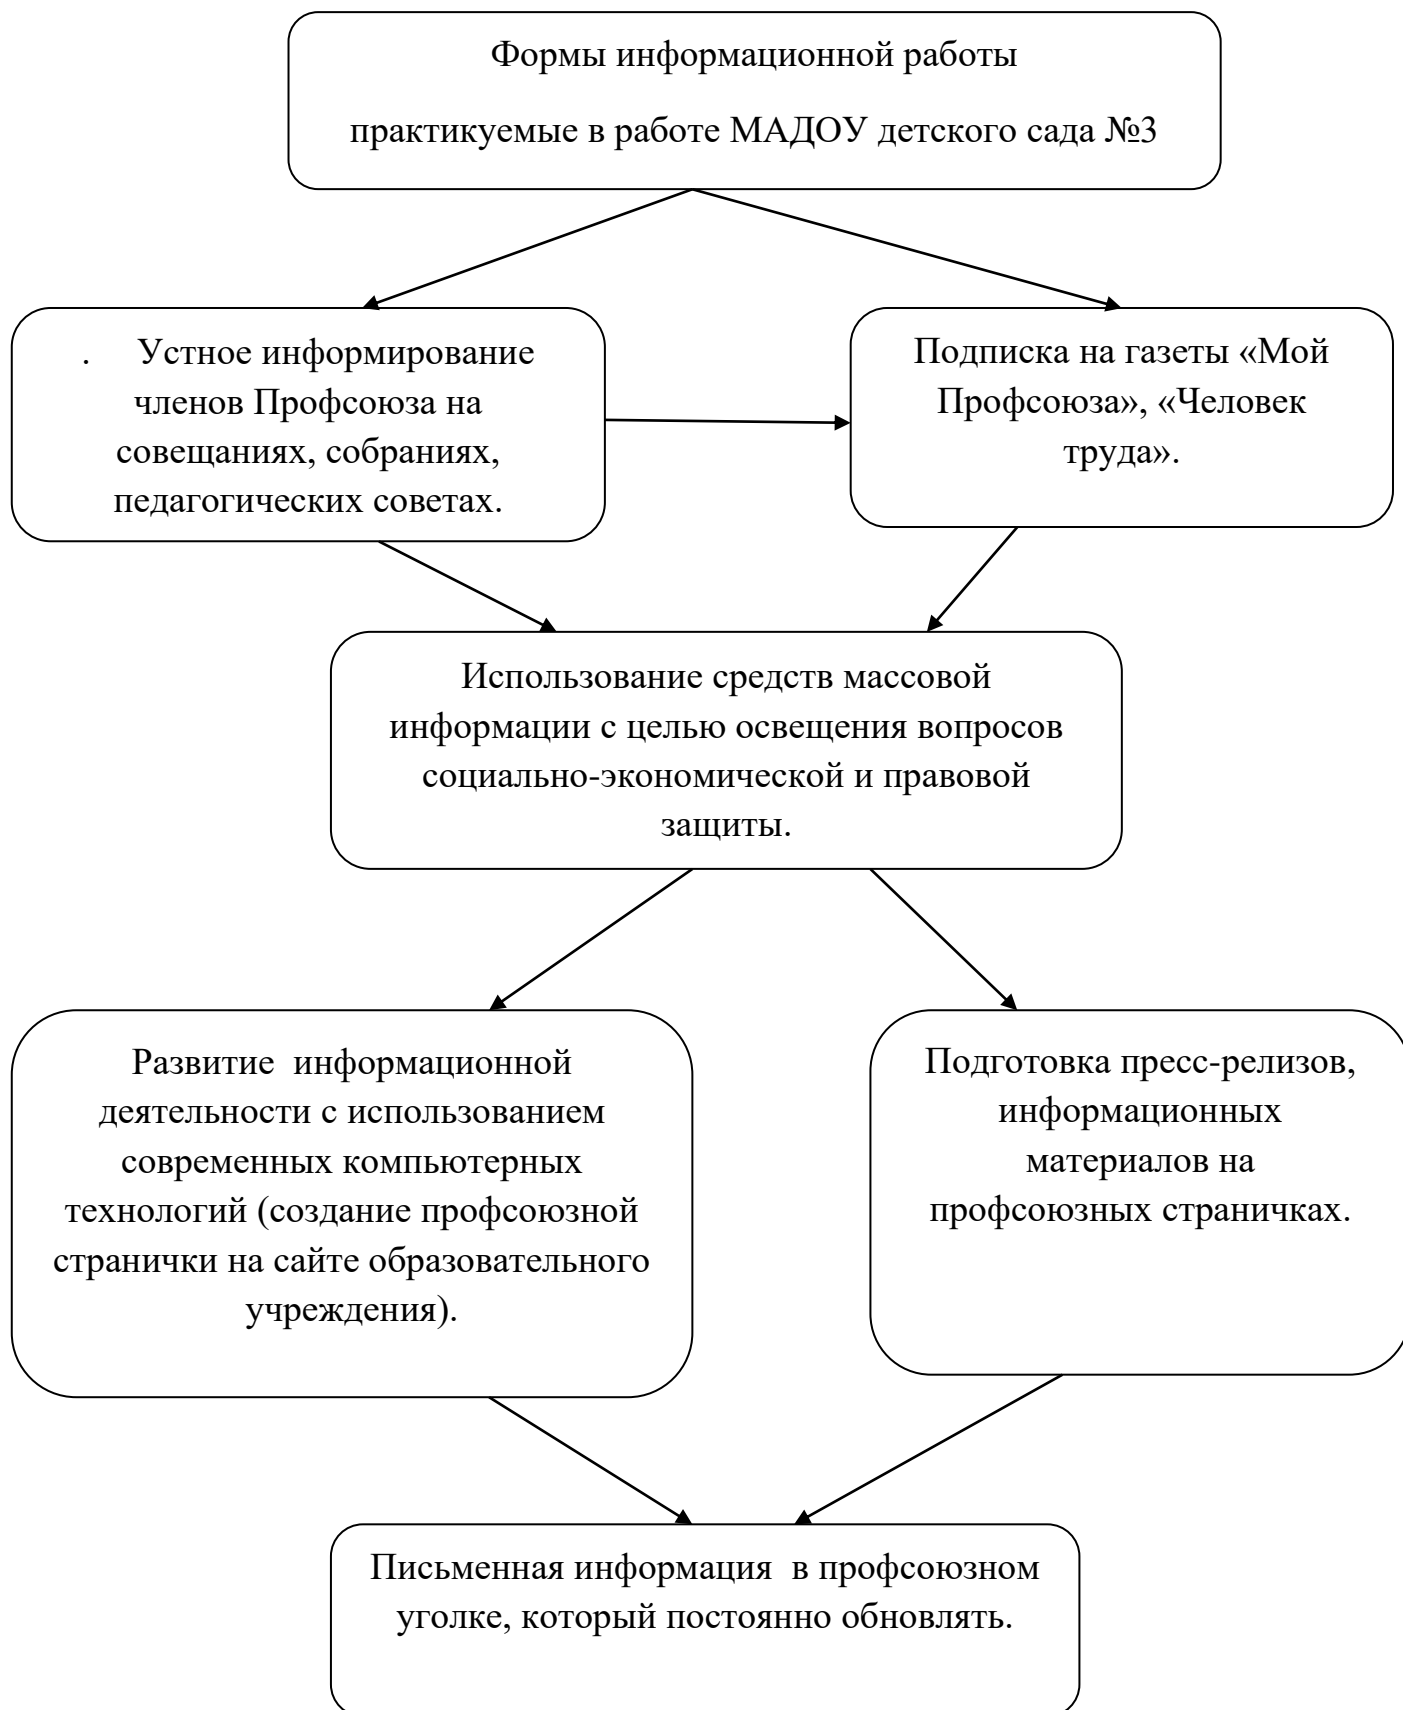 Формы информационной работы
практикуемые в работе МАДОУ детского сада №3
. Устное информирование
членов Профсоюза на
совещаниях, собраниях,
педагогических советах.
Подписка на газеты «Мой
Профсоюза», «Человек
труда».
Использование средств массовой
информации с целью освещения вопросов
социально-экономической и правовой
защиты.
Развитие информационной
деятельности с использованием
современных компьютерных
технологий (создание профсоюзной
странички на сайте образовательного
учреждения).
Подготовка пресс-релизов,
информационных
материалов на
профсоюзных страничках.
Письменная информация в профсоюзном
уголке, который постоянно обновлять.